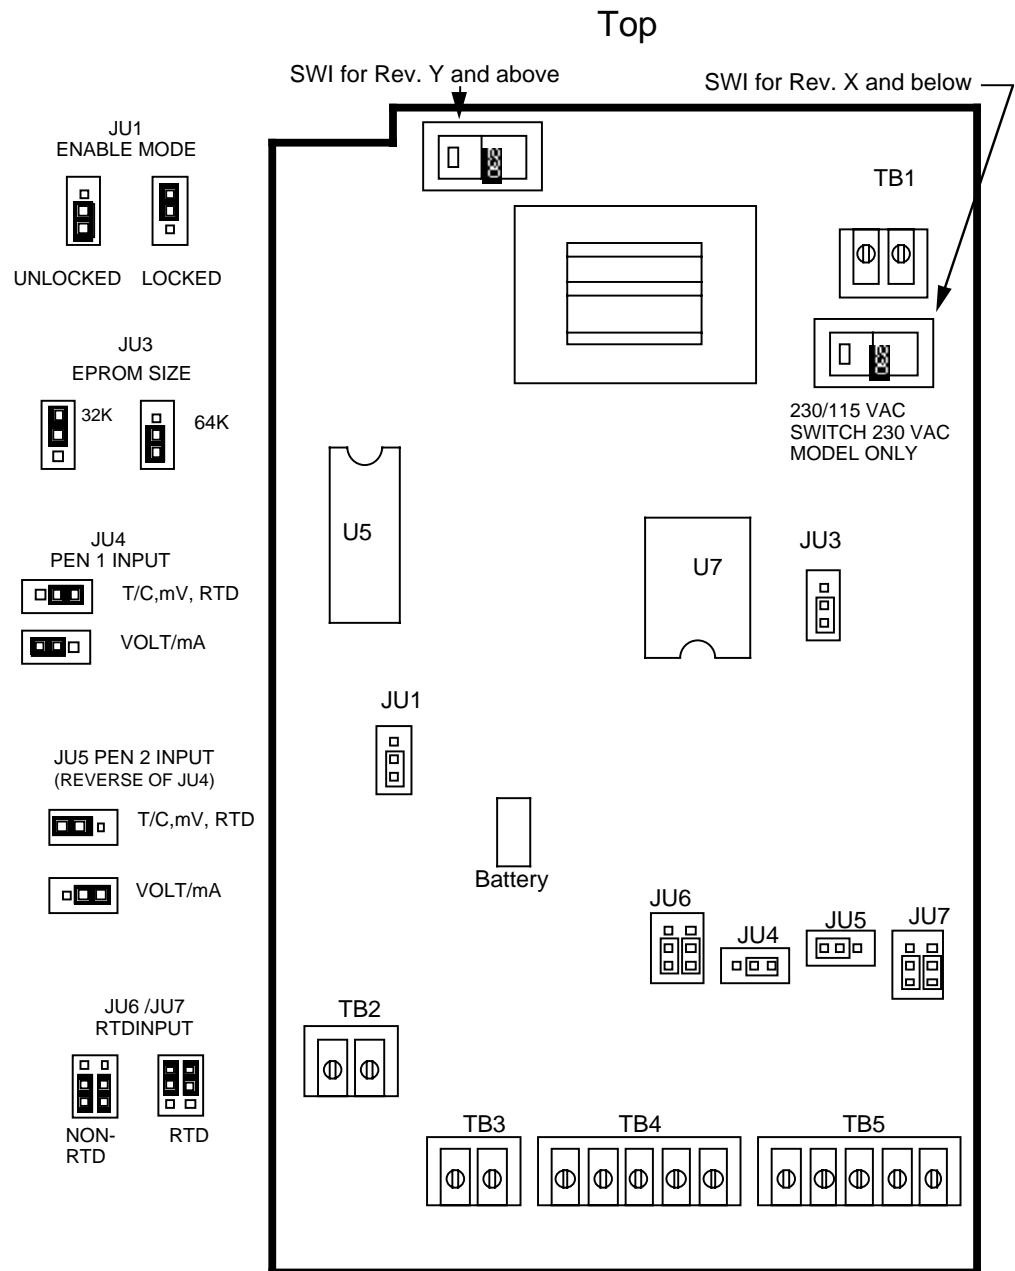 Top
SWI for Rev. Y and above
SWI for Rev. X and below
JU1
ENABLE MODE
UNLOCKED
LOCKED
TB1
JU3
EPROM SIZE
32K
64K
230/115 VAC
SWITCH 230 VAC
MODEL ONLY
U5
U7
JU3
JU4
PEN 1 INPUT
T/C,mV, RTD
VOLT/mA
JU1
JU5 PEN 2 INPUT
(REVERSE OF JU4)
T/C,mV, RTD
VOLT/mA
Battery
JU6
JU4
JU5
JU7
JU6 /JU7
RTDINPUT
NON-
RTD
RTD
TB2
TB3
TB4
TB5